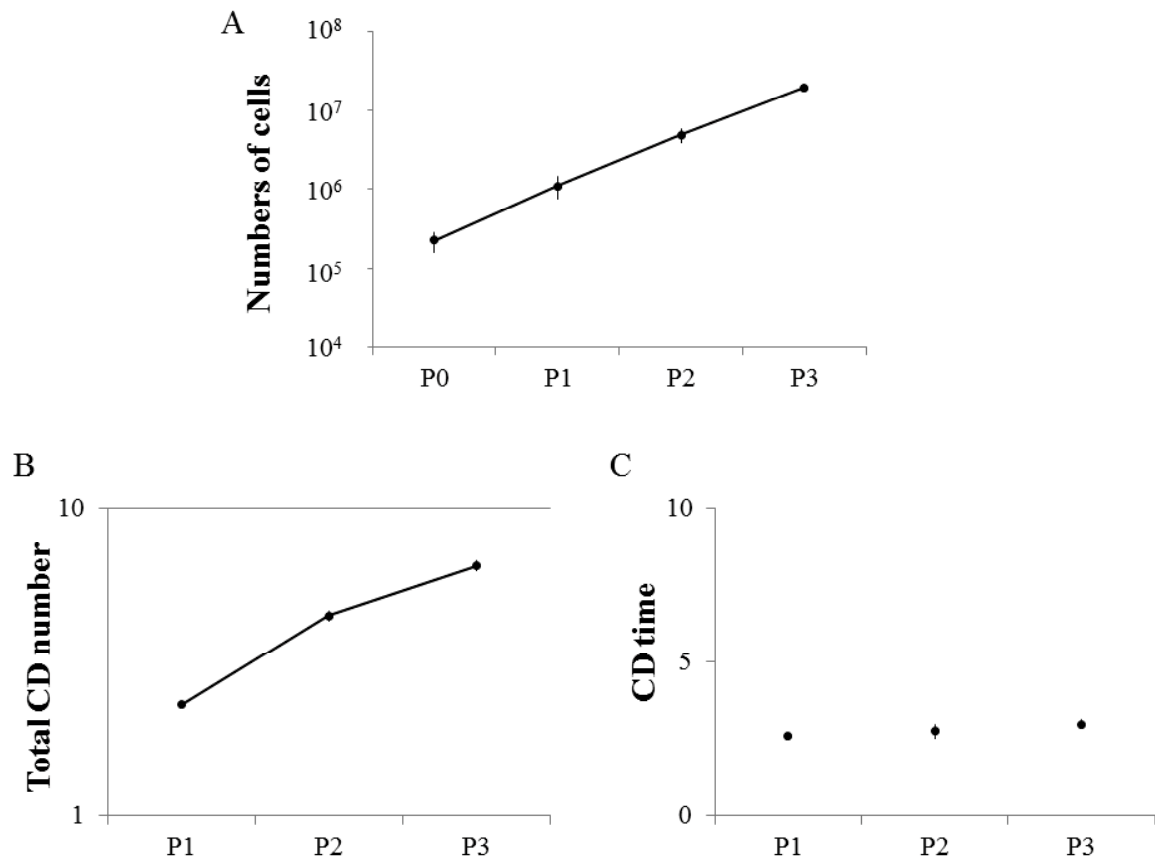 A
Numbers of cells
10⁸
10⁷
10⁶
10⁵
10⁴
P0 P1 P2 P3
B
Total CD number
10
1
P1 P2 P3
C
CD time
10
5
0
P1 P2 P3